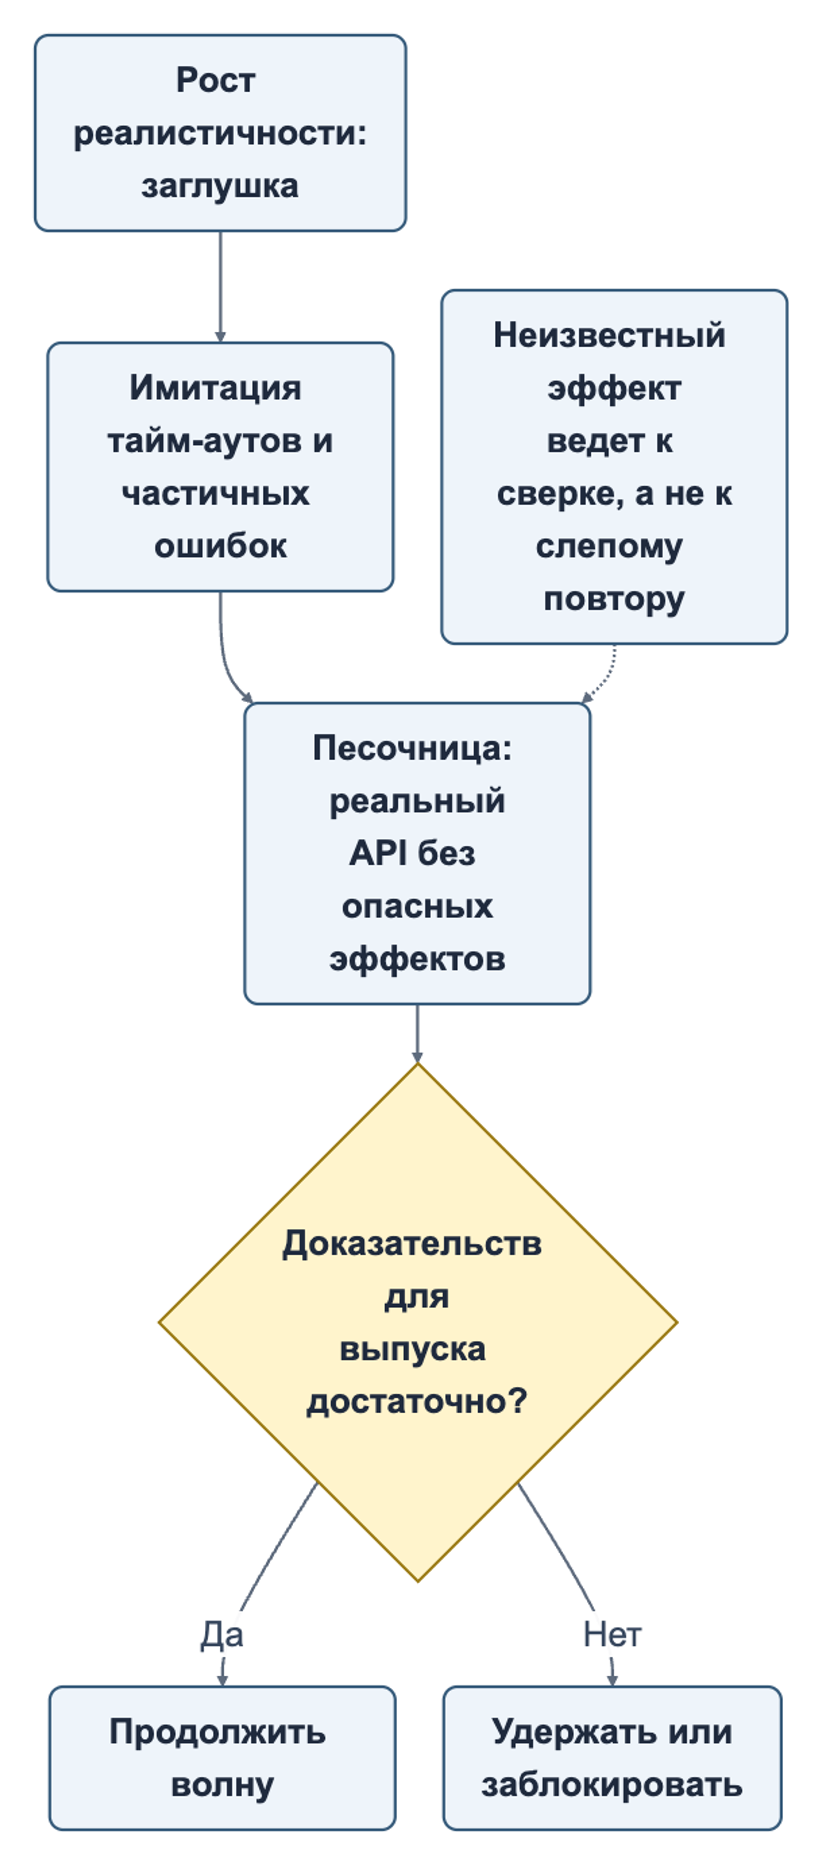 Рост
реалистичности:
заглушка
Имитация
тайм-аутов и
частичных
ошибок
Неизвестный
эффект
ведет к
сверке, а не к
слепому
повтору
Песочница:
реальный
API без
опасных
эффектов
Доказательств
для
выпуска
достаточно?
Да
Нет
Продолжить
волну
Удержать или
заблокировать